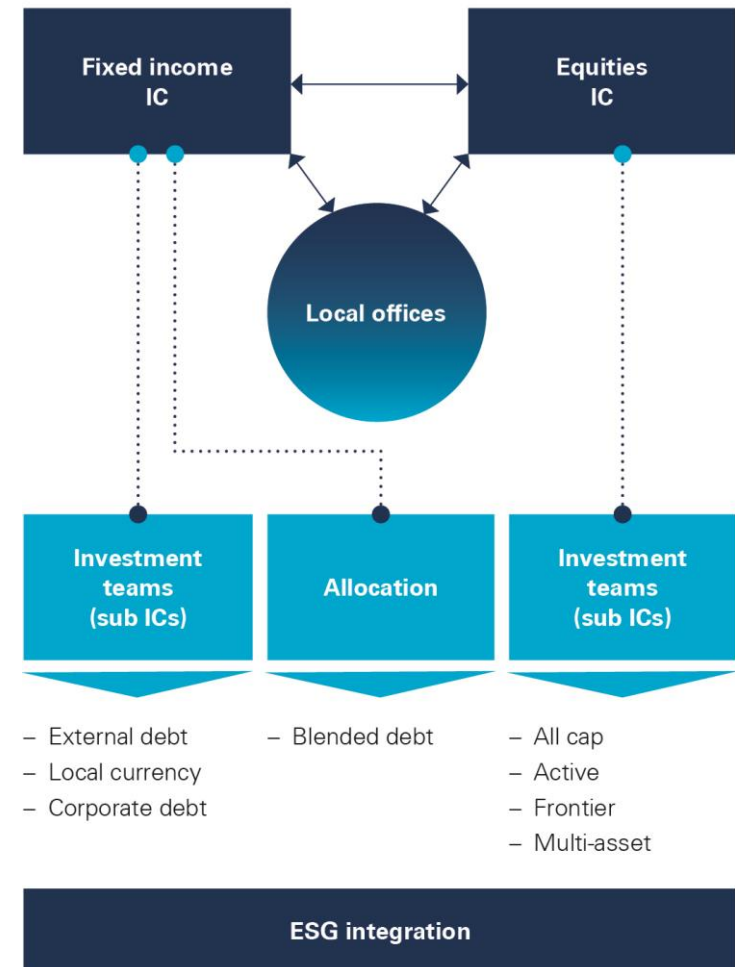 Fixed income
IC
Equities
IC
Local offices
Investment
teams
(sub ICs)
Allocation
Investment
teams
(sub ICs)
– External debt
– Local currency
– Corporate debt
– Blended debt
– All cap
– Active
– Frontier
– Multi-asset
ESG integration